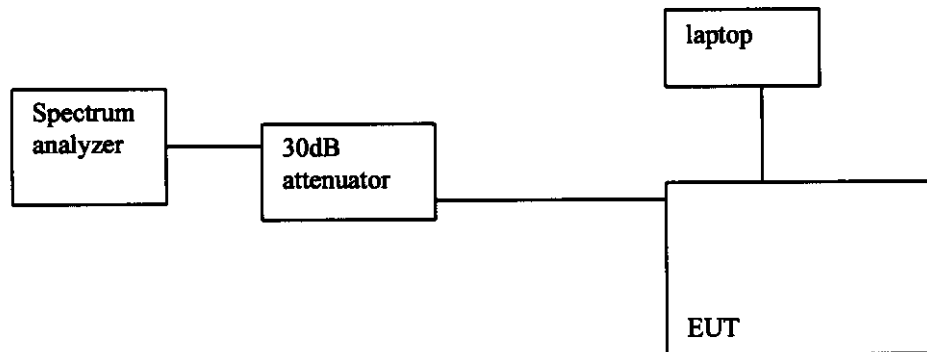 laptop
Spectrum
analyzer
30dB
attenuator
EUT